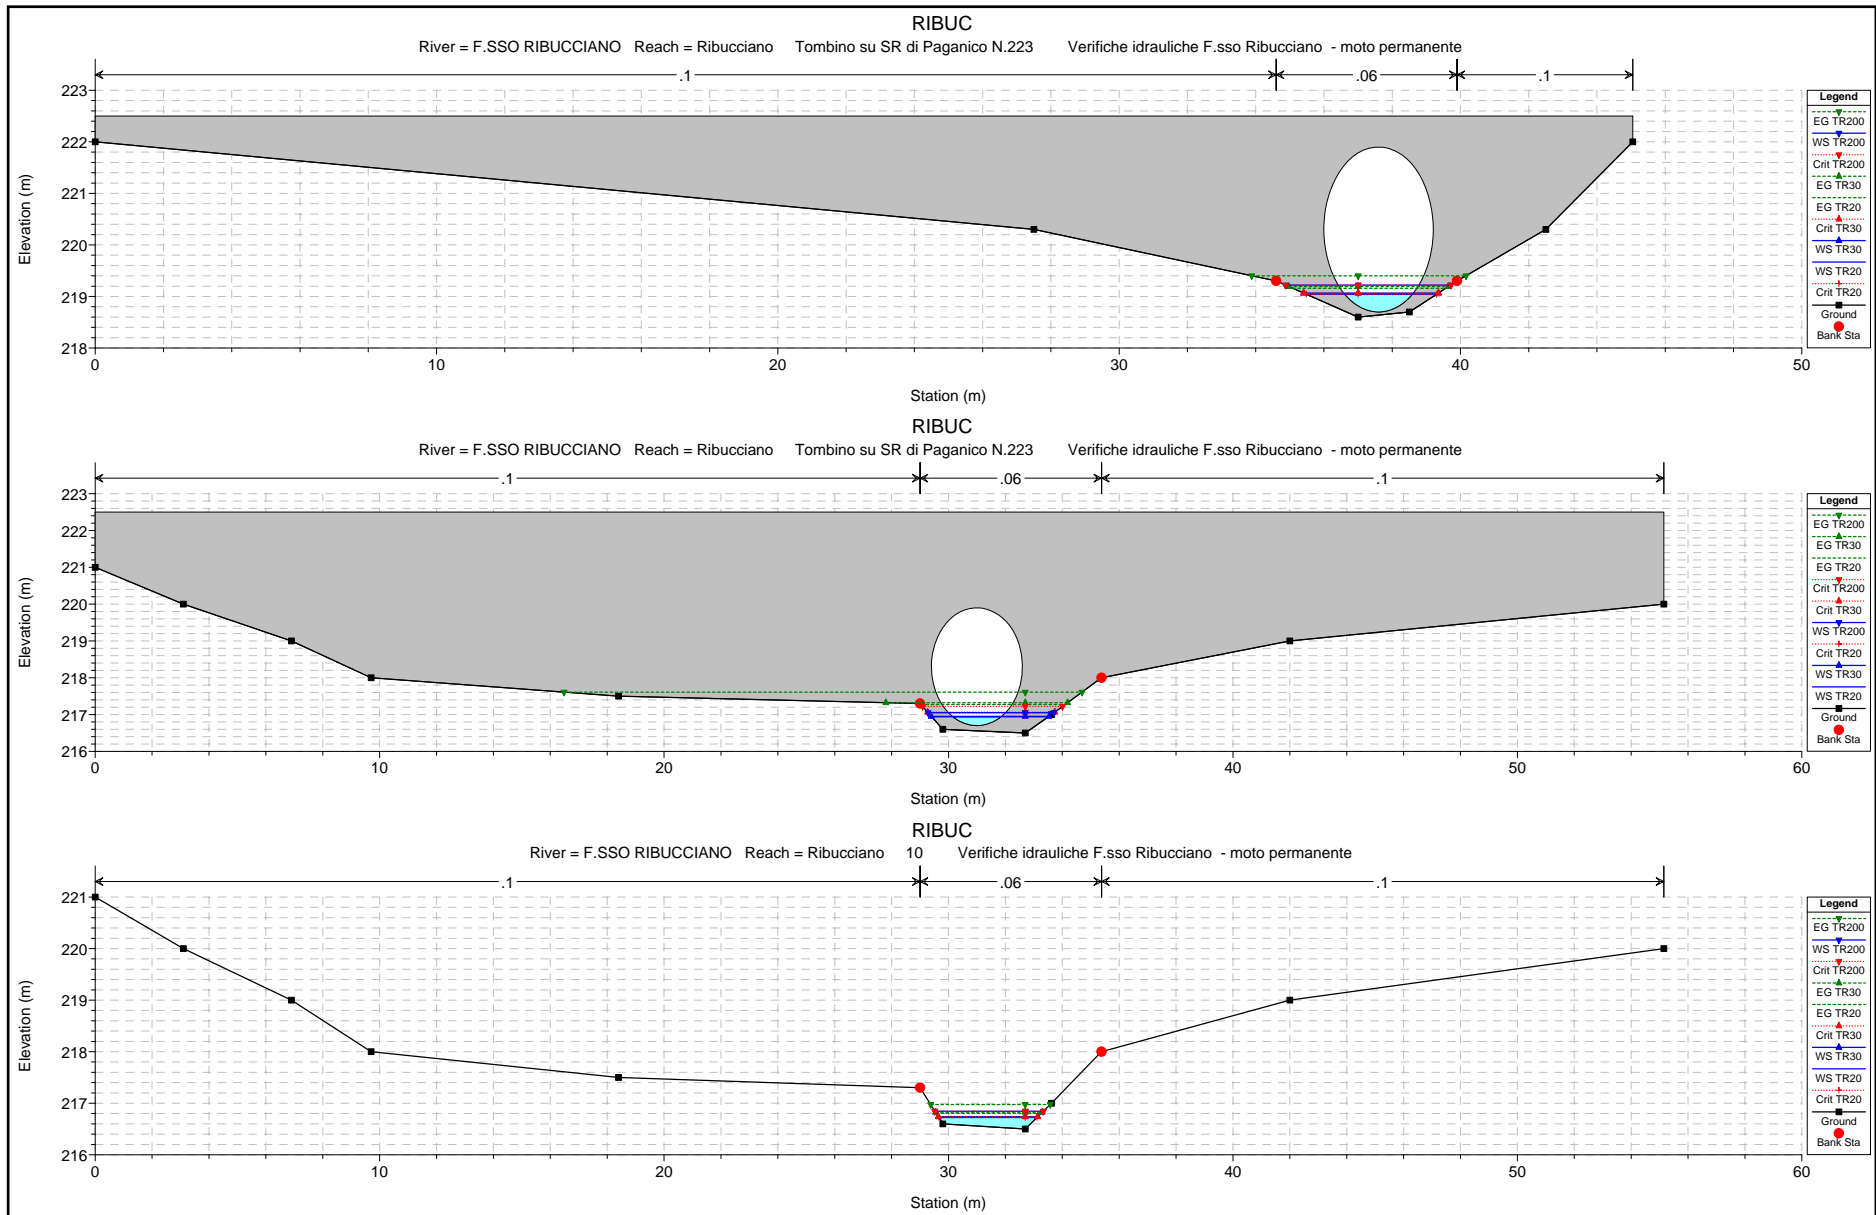 RIBUC
River = F.SSO RIBUCCIANO   Reach = Ribucciano   Tombino su SR di Paganico N.223   Verifiche idrauliche F.sso Ribucciano - moto permanente
.1 .06 .1
Elevation (m)
223
222
221
220
219
218
0 10 20 30 40 50
Station (m)
Legend
EG TR200
WS TR200
Crit TR200
EG TR30
EG TR20
Crit TR30
WS TR30
WS TR20
Crit TR20
Ground
Bank Sta
RIBUC
River = F.SSO RIBUCCIANO   Reach = Ribucciano   Tombino su SR di Paganico N.223   Verifiche idrauliche F.sso Ribucciano - moto permanente
.1 .06 .1
Elevation (m)
223
222
221
220
219
218
217
216
0 10 20 30 40 50 60
Station (m)
Legend
EG TR200
EG TR30
EG TR20
Crit TR200
Crit TR30
WS TR200
Crit TR20
WS TR30
WS TR20
Ground
Bank Sta
RIBUC
River = F.SSO RIBUCCIANO   Reach = Ribucciano   10   Verifiche idrauliche F.sso Ribucciano - moto permanente
.1 .06 .1
Elevation (m)
221
220
219
218
217
216
0 10 20 30 40 50 60
Station (m)
Legend
EG TR200
WS TR200
Crit TR200
EG TR30
EG TR20
Crit TR30
WS TR30
WS TR20
Crit TR20
Ground
Bank Sta